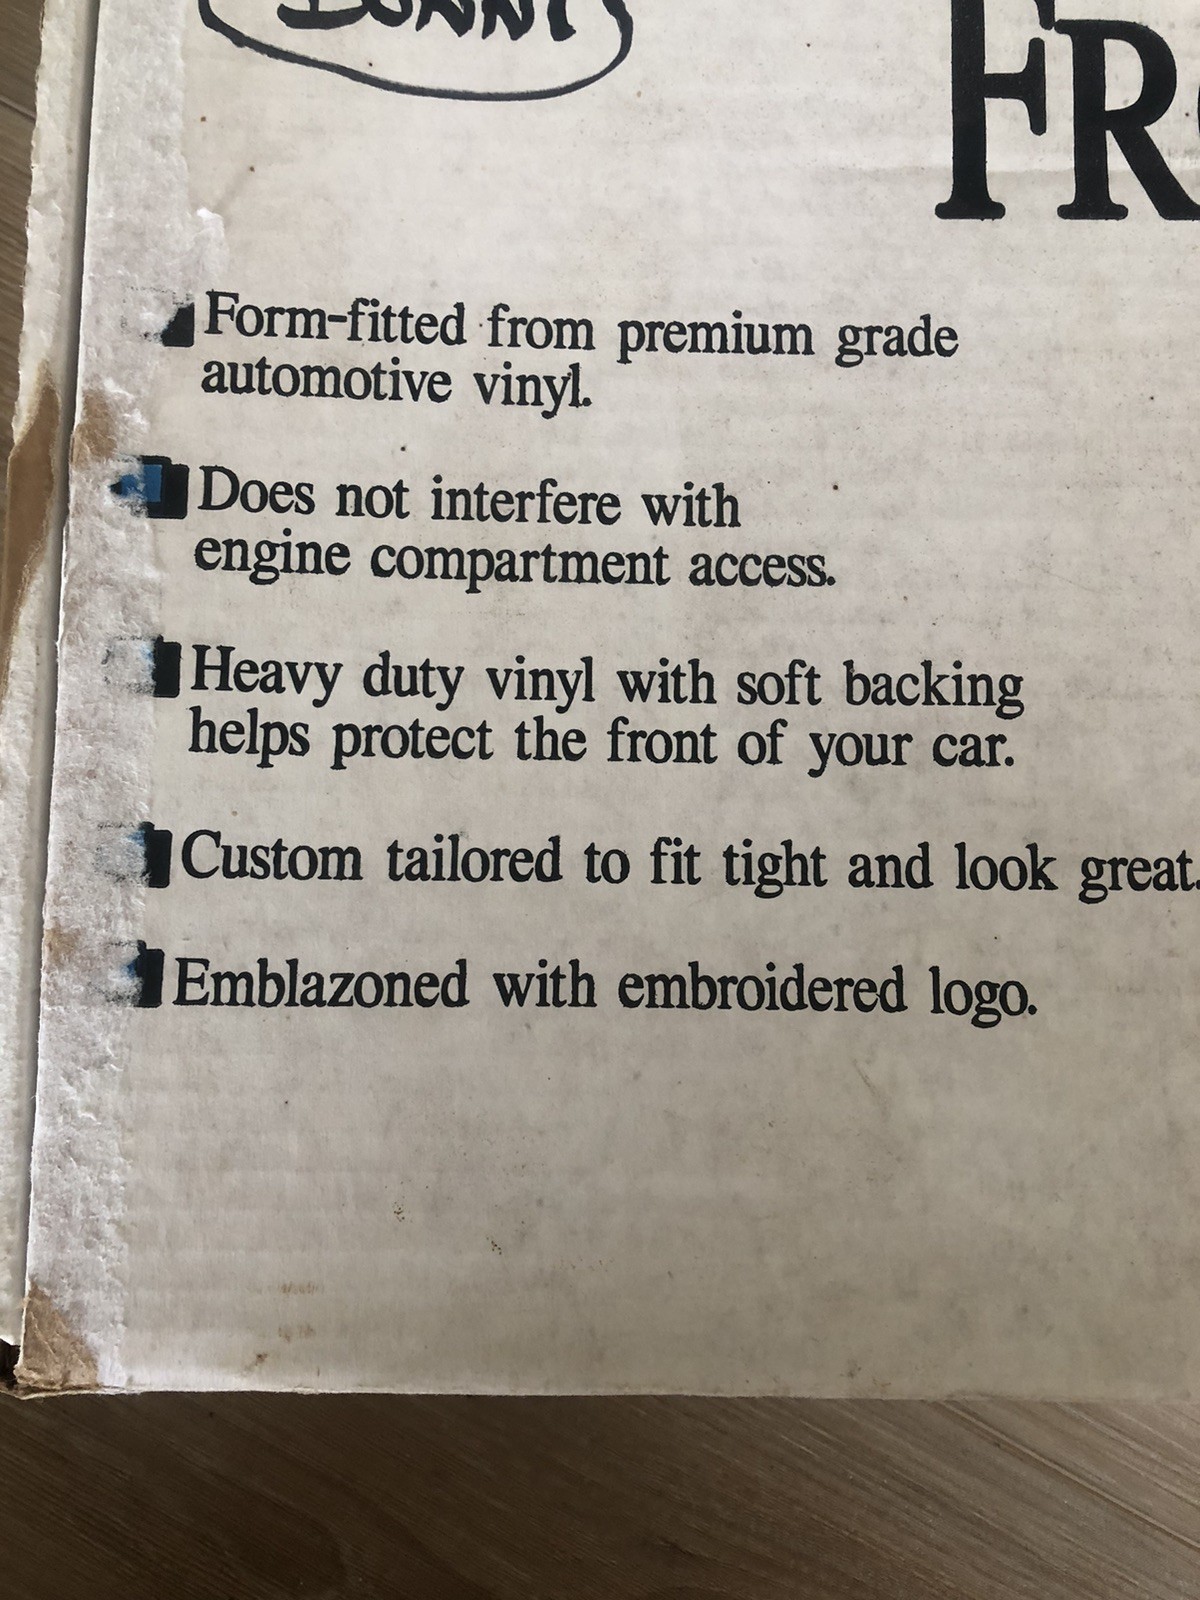 Form-fitted from premium grade
automotive vinyl.
Does not interfere with
engine compartment access.
Heavy duty vinyl with soft backing
helps protect the front of your car.
Custom tailored to fit tight and look great.
Emblazoned with embroidered logo.